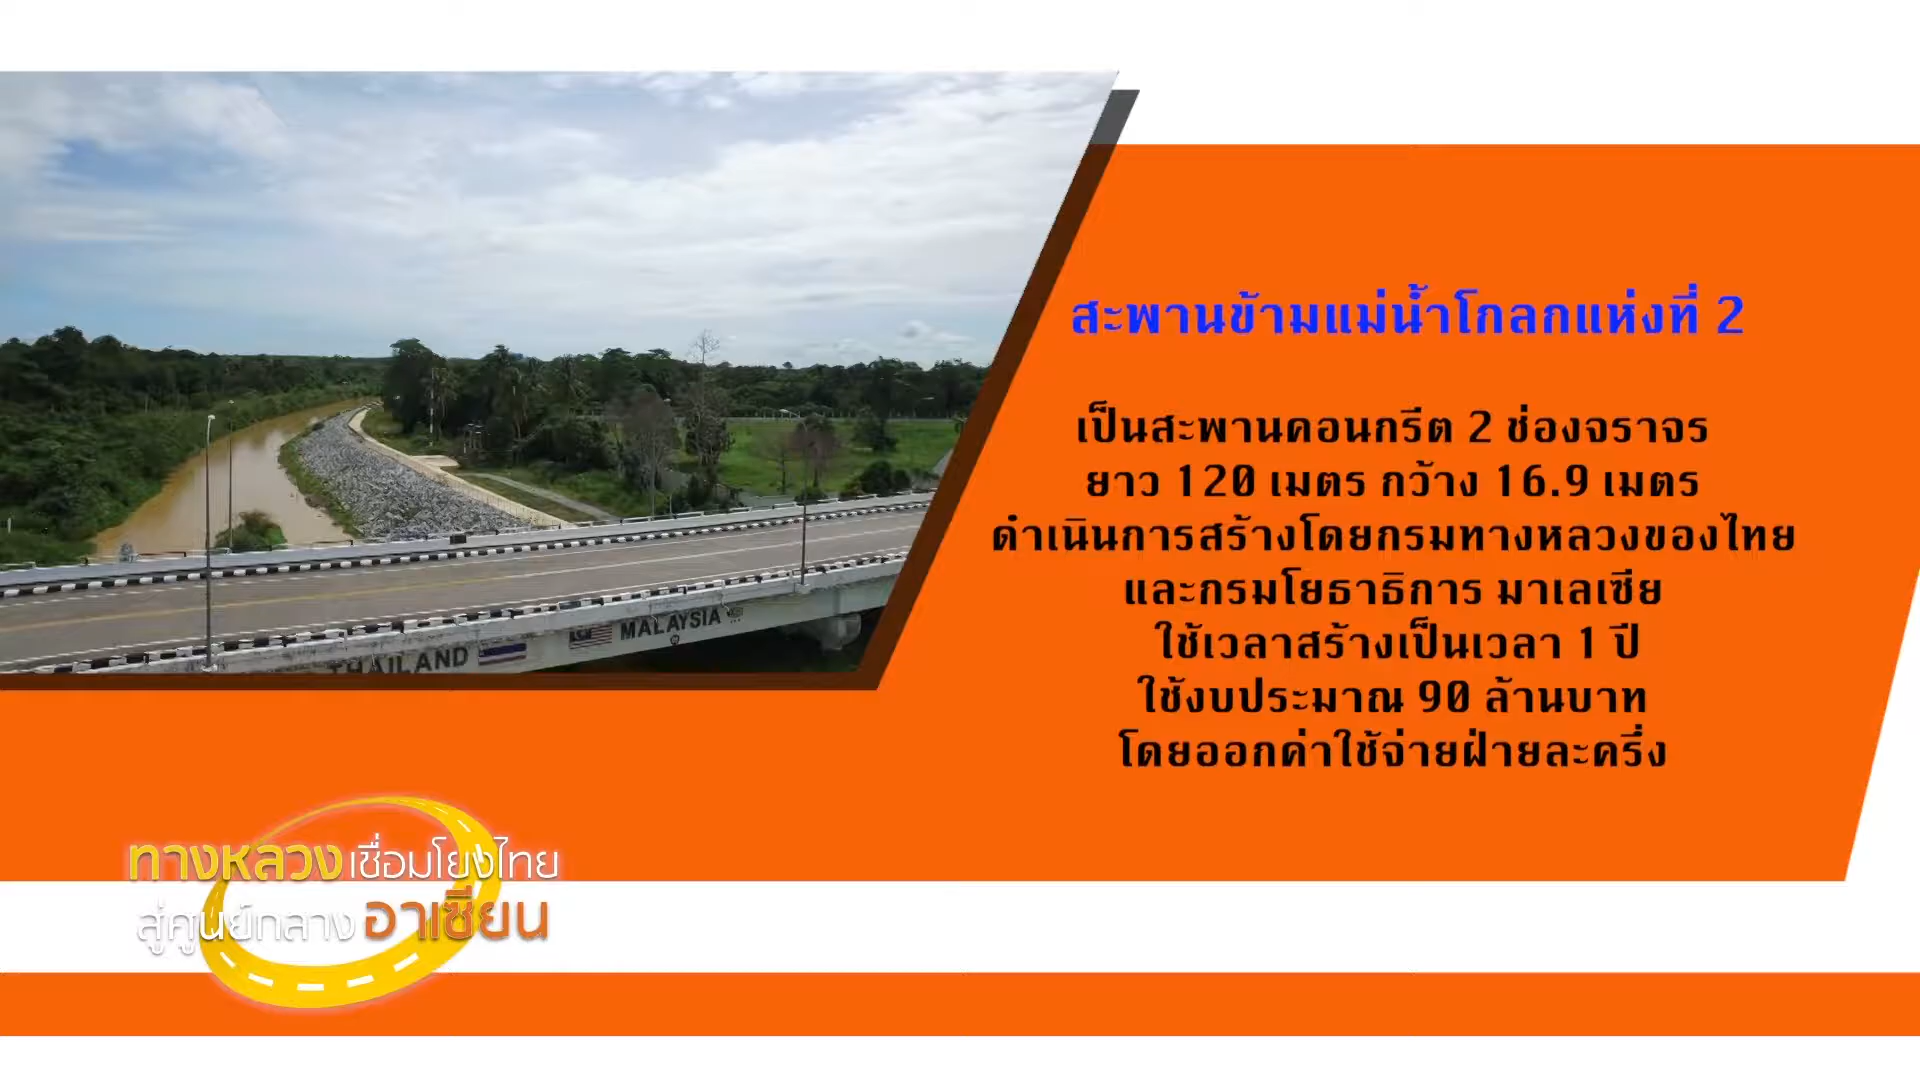 สะพานข้ามแม่น้ำโกลกแห่งที่ 2
เป็นสะพานคอนกรีต 2 ช่องจราจร
ยาว 120 เมตร กว้าง 16.9 เมตร
ดำเนินการสร้างโดยกรมทางหลวงของไทย
และกรมโยธาธิการ มาเลเซีย
ใช้เวลาสร้างเป็นเวลา 1 ปี
ใช้งบประมาณ 90 ล้านบาท
โดยออกค่าใช้จ่ายฝ่ายละครึ่ง
MALAYSIA
THAILAND
ทางหลวงเชื่อมโยงไทย
สู่ศูนย์กลางอาเซียน